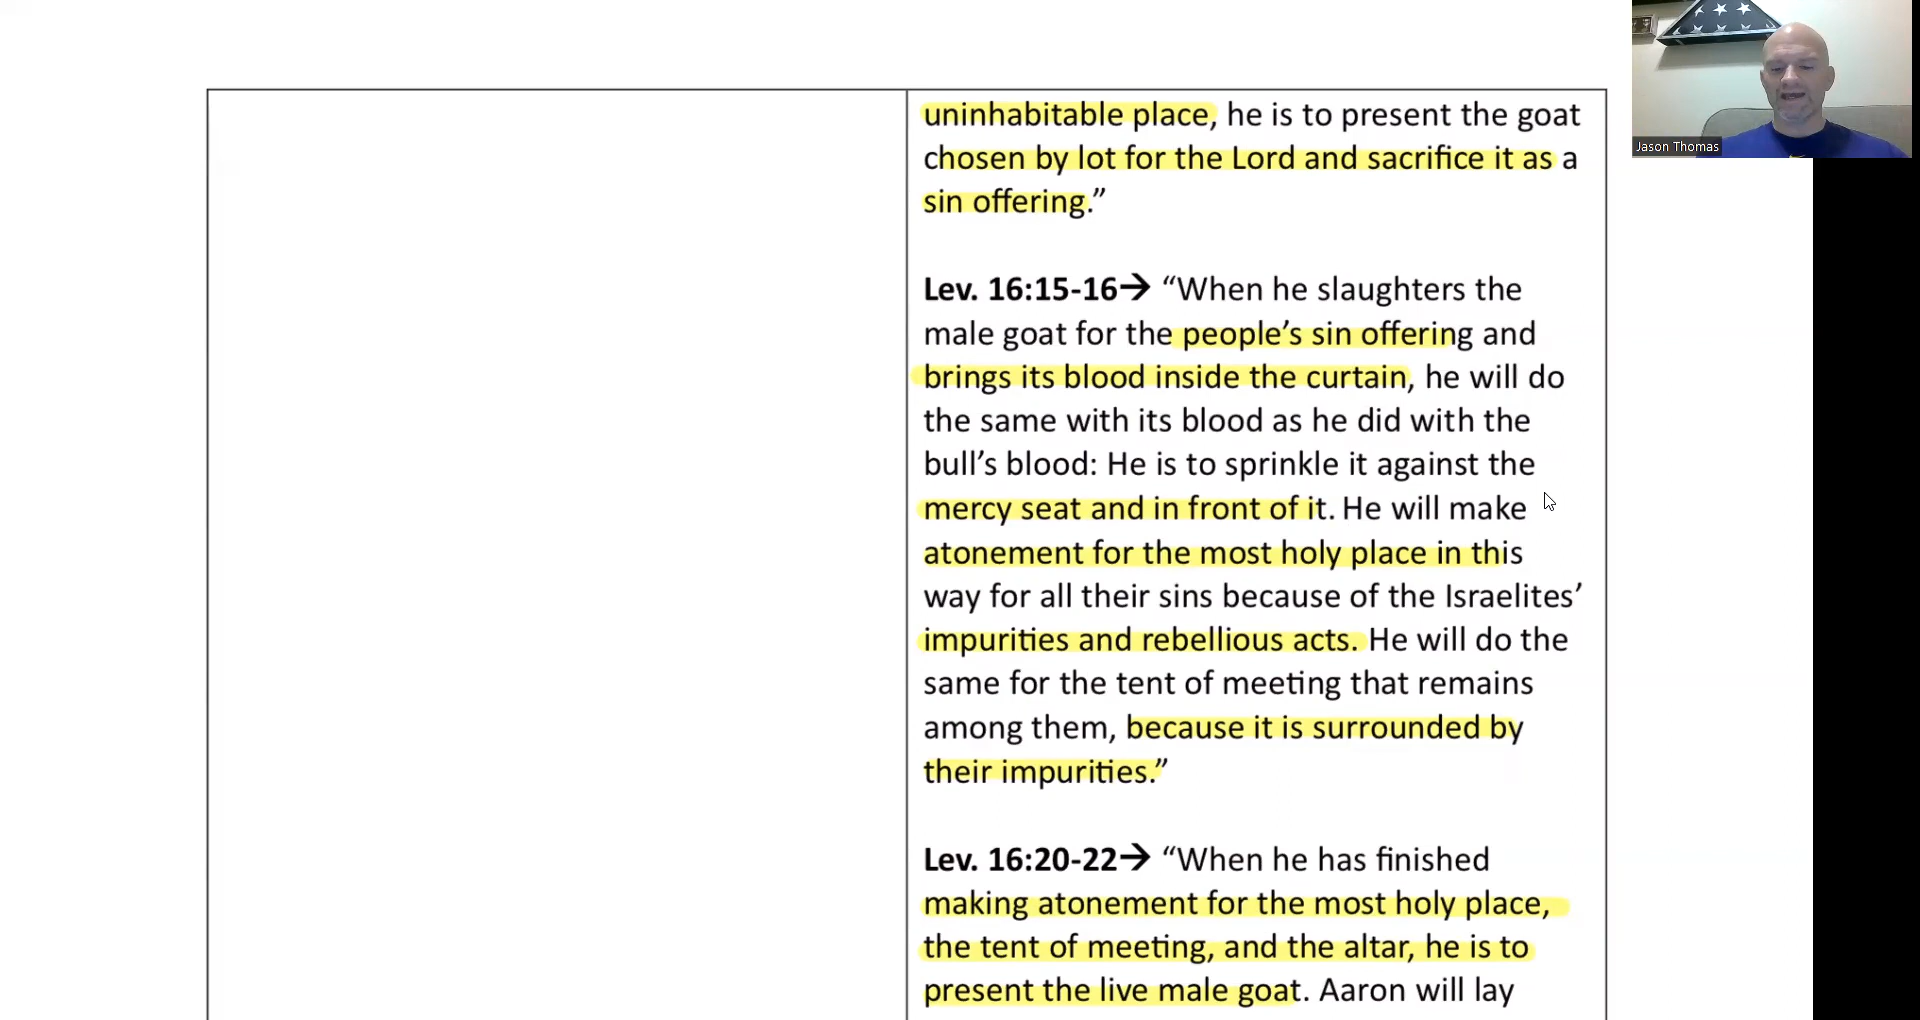 uninhabitable place, he is to present the goat
chosen by lot for the Lord and sacrifice it as a
sin offering.”
Lev. 16:15-16→ “When he slaughters the
male goat for the people’s sin offering and
brings its blood inside the curtain, he will do
the same with its blood as he did with the
bull’s blood: He is to sprinkle it against the
mercy seat and in front of it. He will make
atonement for the most holy place in this
way for all their sins because of the Israelites’
impurities and rebellious acts. He will do the
same for the tent of meeting that remains
among them, because it is surrounded by
their impurities.”
Lev. 16:20-22→ “When he has finished
making atonement for the most holy place,
the tent of meeting, and the altar, he is to
present the live male goat. Aaron will lay
Jason Thomas